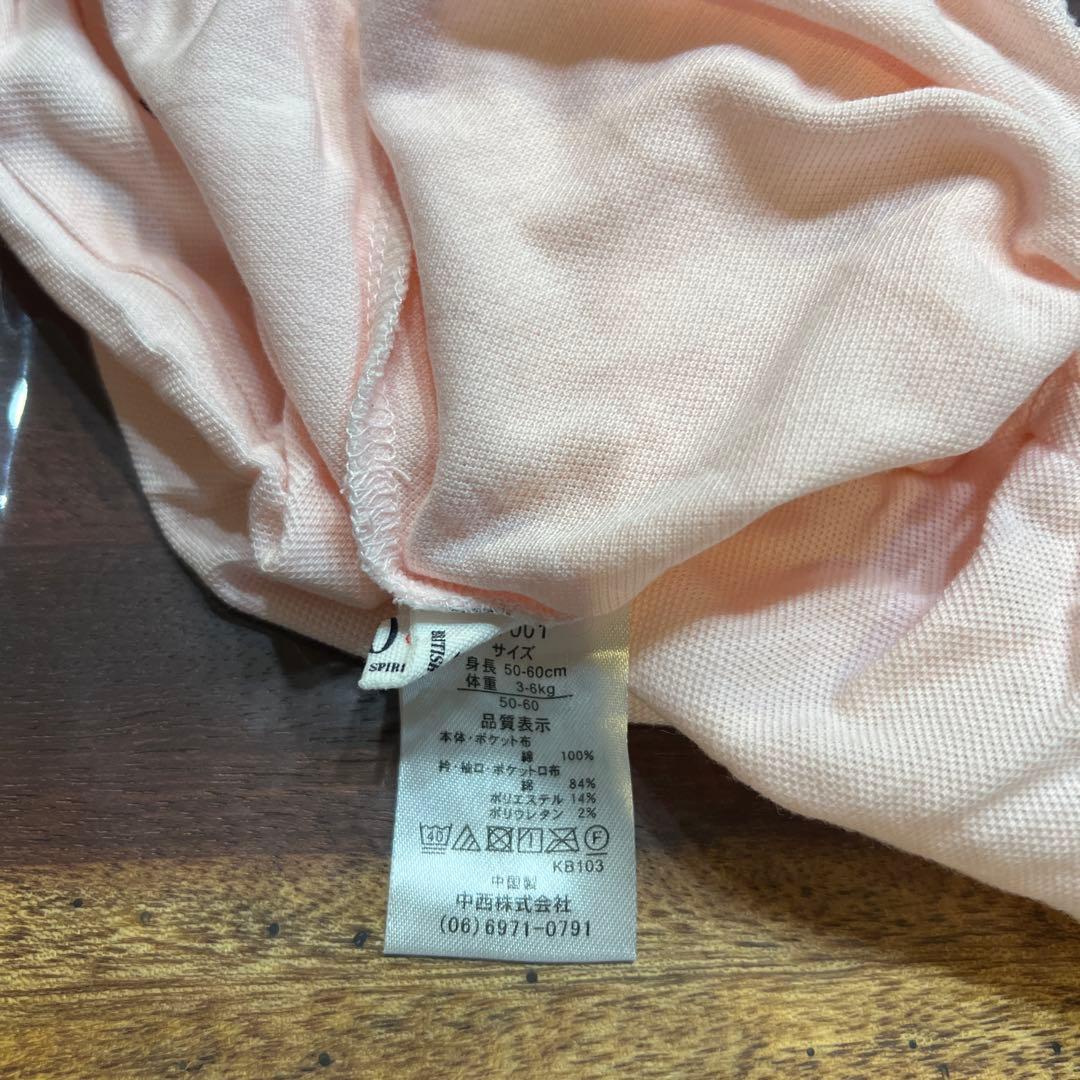 SPIRI
BRITISH
001
サイズ
身長 50-60cm
体重 3-6kg
50-60
品質表示
本体・ポケット布
綿 100%
衿・袖口・ポケット口布
綿 84%
ポリエステル 14%
ポリウレタン 2%
40 F
KB103
中国製
中西株式会社
(06)6971-0791